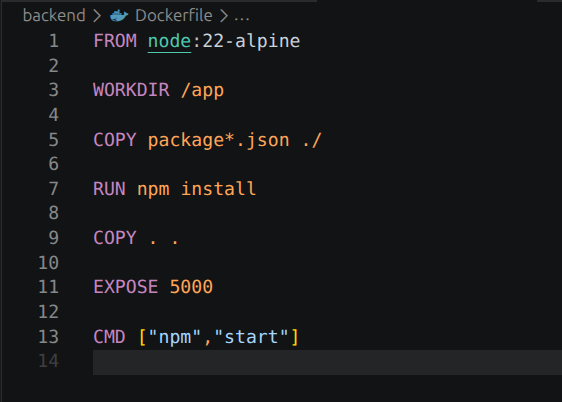 backend > Dockerfile > ...
1 FROM node:22-alpine
2
3 WORKDIR /app
4
5 COPY package*.json ./
6
7 RUN npm install
8
9 COPY . .
10
11 EXPOSE 5000
12
13 CMD ["npm","start"]
14